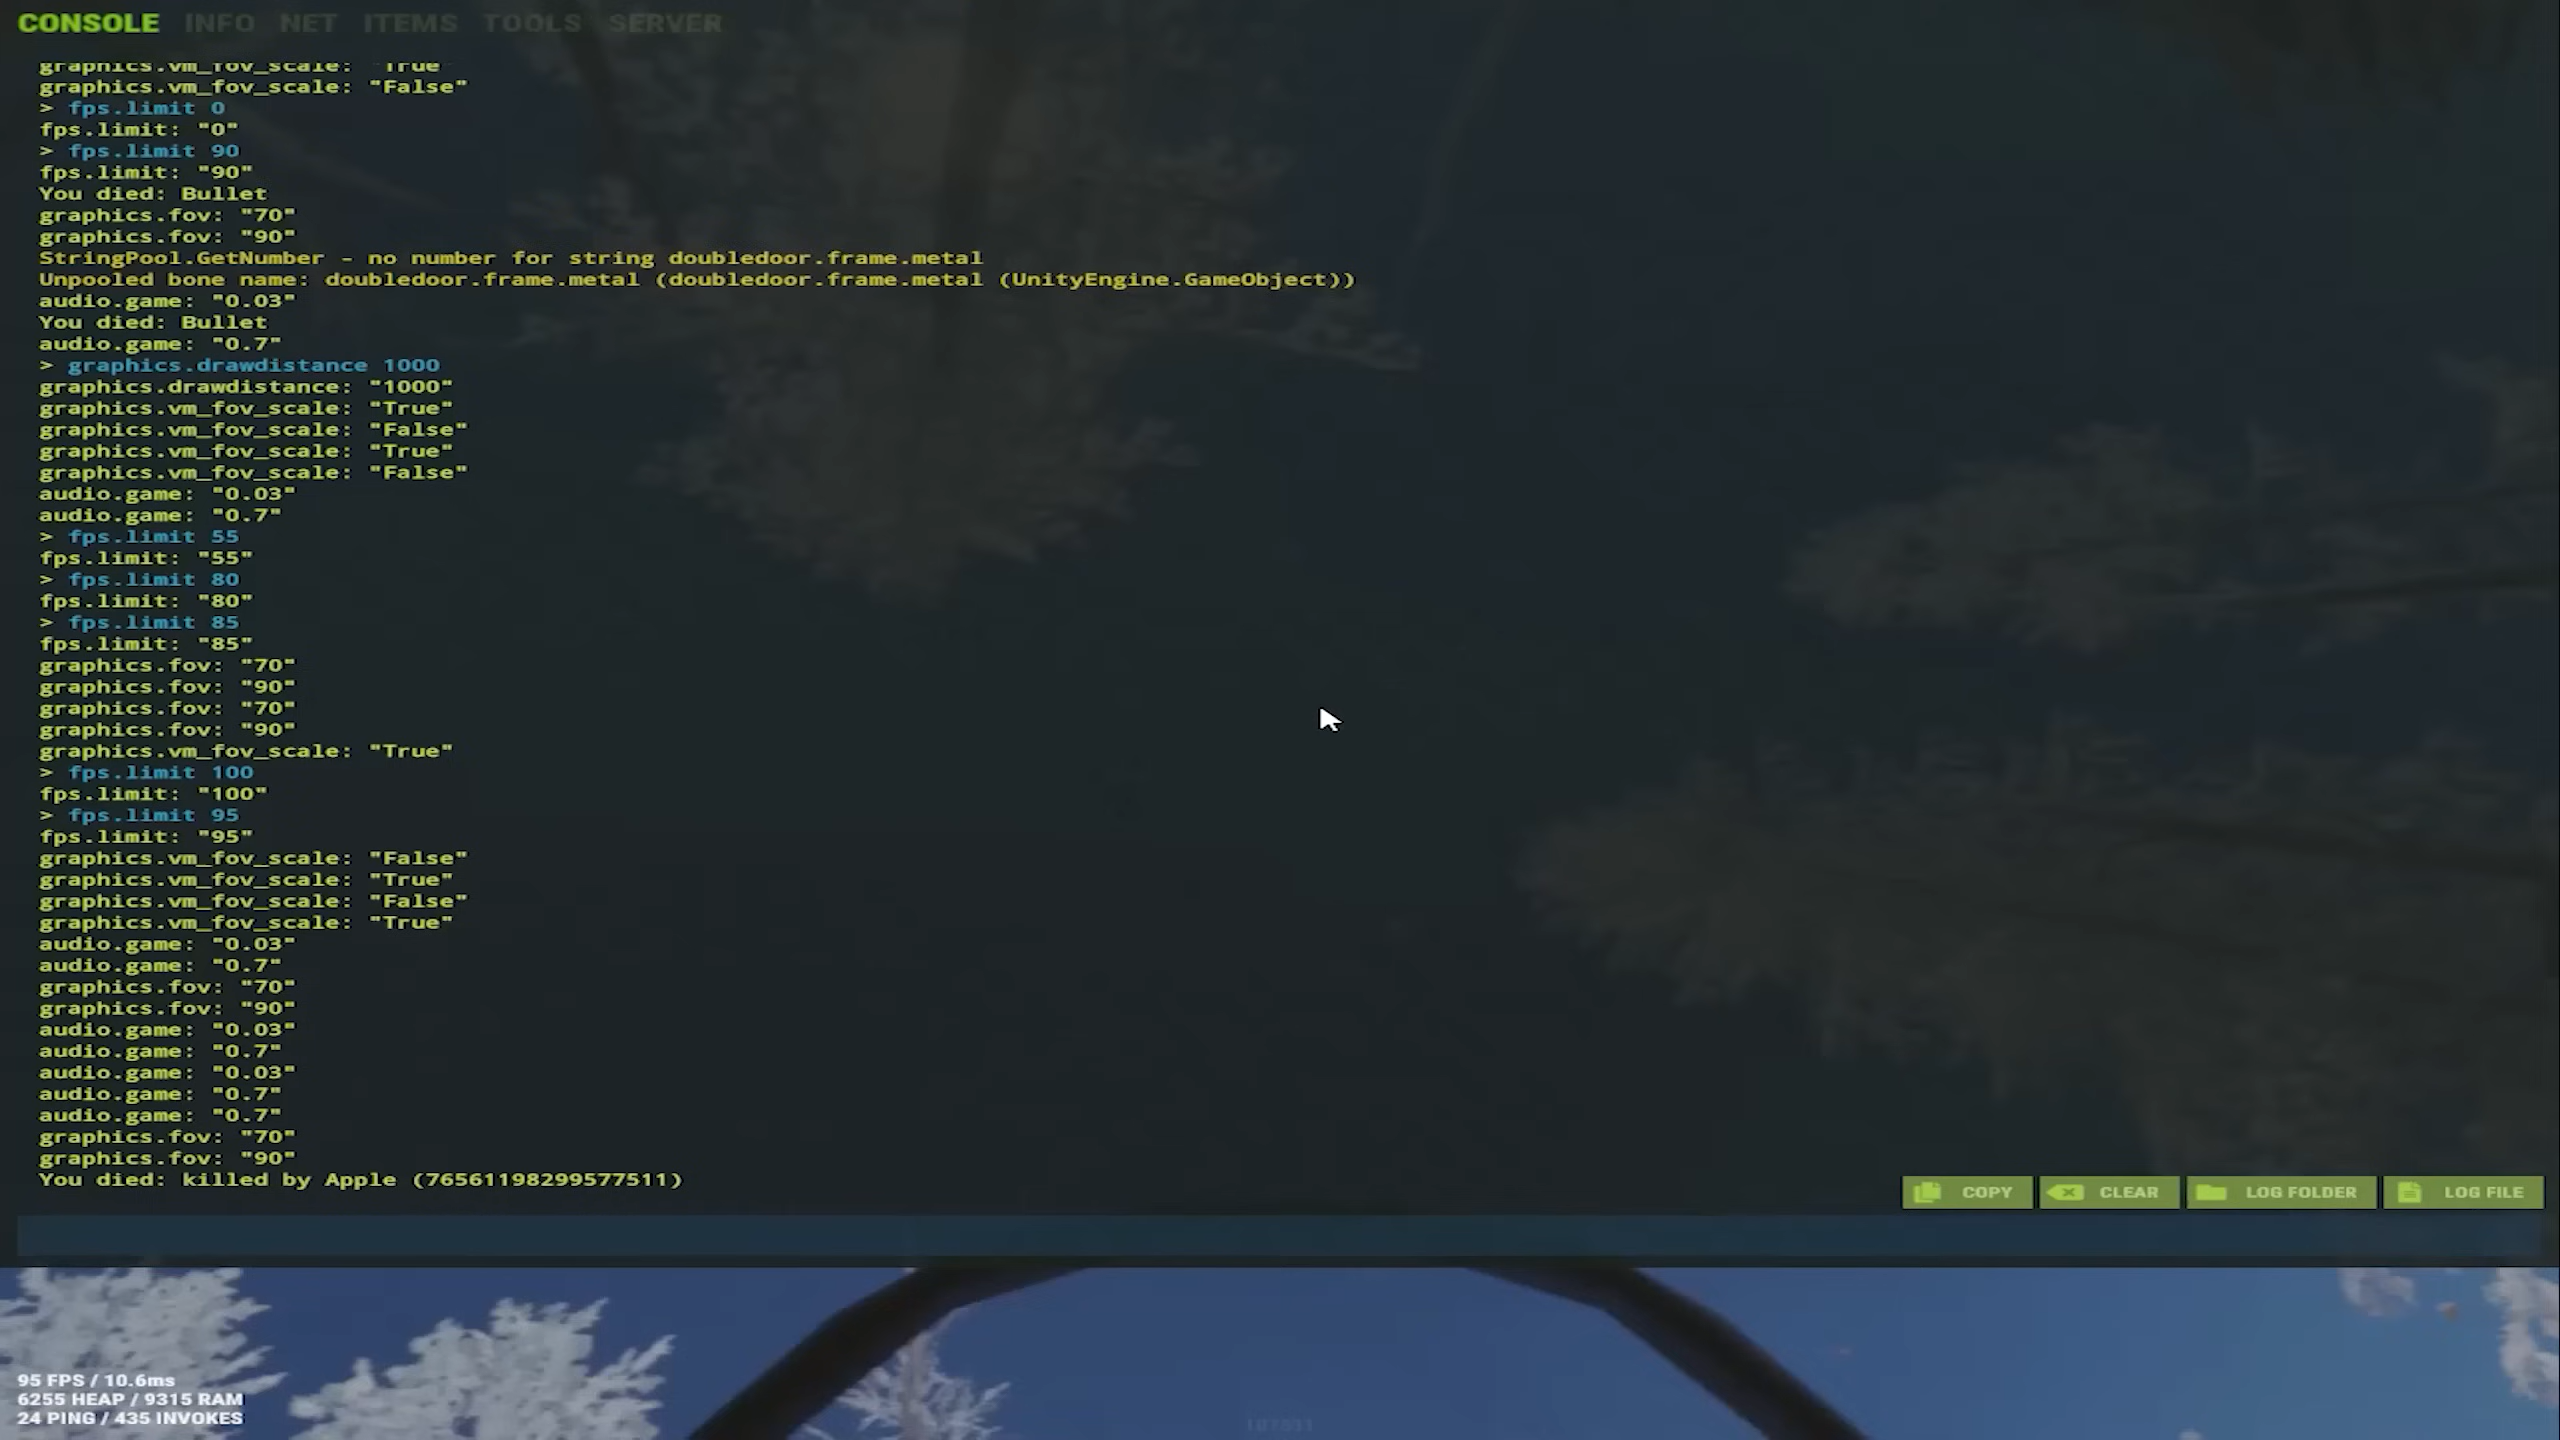 CONSOLE INFO NET ITEMS TOOLS SERVER
graphics.vm_fov_scale: "True"
graphics.vm_fov_scale: "False"
> fps.limit 0
fps.limit: "0"
> fps.limit 90
fps.limit: "90"
You died: Bullet
graphics.fov: "70"
graphics.fov: "90"
StringPool.GetNumber - no number for string doubledoor.frame.metal
Unpooled bone name: doubledoor.frame.metal (doubledoor.frame.metal (UnityEngine.GameObject))
audio.game: "0.03"
You died: Bullet
audio.game: "0.7"
> graphics.drawdistance 1000
graphics.drawdistance: "1000"
graphics.vm_fov_scale: "True"
graphics.vm_fov_scale: "False"
graphics.vm_fov_scale: "True"
graphics.vm_fov_scale: "False"
audio.game: "0.03"
audio.game: "0.7"
> fps.limit 55
fps.limit: "55"
> fps.limit 80
fps.limit: "80"
> fps.limit 85
fps.limit: "85"
graphics.fov: "70"
graphics.fov: "90"
graphics.fov: "70"
graphics.fov: "90"
graphics.vm_fov_scale: "True"
> fps.limit 100
fps.limit: "100"
> fps.limit 95
fps.limit: "95"
graphics.vm_fov_scale: "False"
graphics.vm_fov_scale: "True"
graphics.vm_fov_scale: "False"
graphics.vm_fov_scale: "True"
audio.game: "0.03"
audio.game: "0.7"
graphics.fov: "70"
graphics.fov: "90"
audio.game: "0.03"
audio.game: "0.7"
audio.game: "0.03"
audio.game: "0.7"
audio.game: "0.7"
graphics.fov: "70"
graphics.fov: "90"
You died: killed by Apple (76561198299577511)
COPY CLEAR LOG FOLDER LOG FILE
95 FPS / 10.6ms
6255 HEAP / 9315 RAM
24 PING / 435 INVOKES